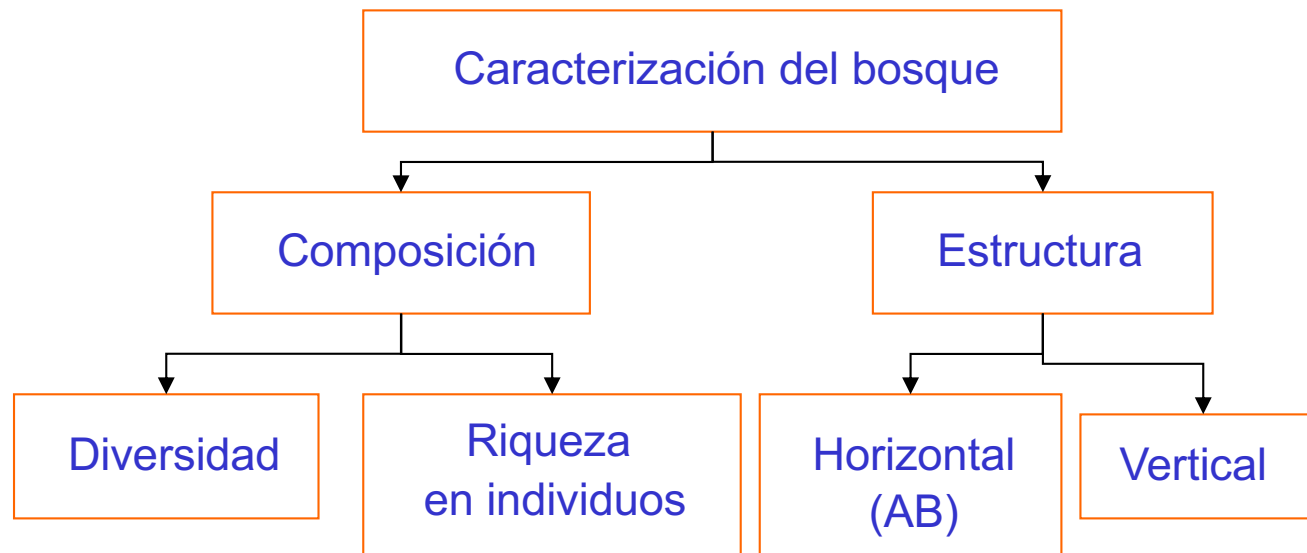 Caracterización del bosque
Composición
Estructura
Diversidad
Riqueza
en individuos
Horizontal
(AB)
Vertical